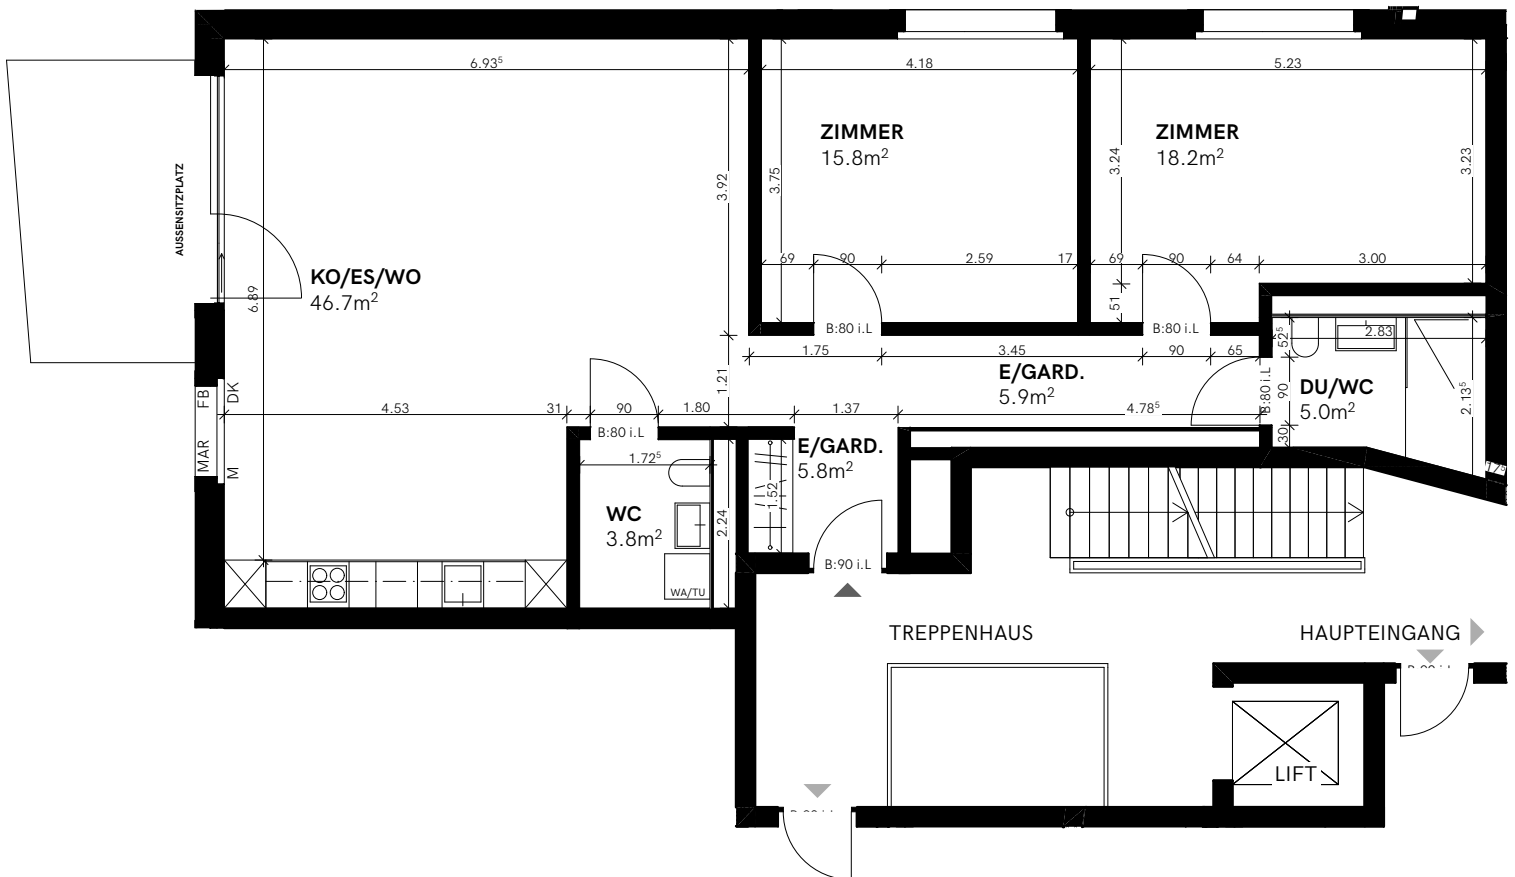 6.93⁵
4.18
5.23
ZIMMER
15.8m²
ZIMMER
18.2m²
3.92
3.75
3.24
3.23
AUSSENSITZPLATZ
KO/ES/WO
46.7m²
6.89
69
90
2.59
17
69
90
64
3.00
51
B:80 i.L
B:80 i.L
52⁵
2.83
1.75
3.45
90
65
E/GARD.
5.9m²
DU/WC
5.0m²
B:80 i.L
90
2.13⁵
1.21
FB
DK
4.53
31
90
1.80
1.37
4.78⁵
30
B:80 i.L
MAR
M
1.72⁵
E/GARD.
5.8m²
17⁵
1.52
WC
3.8m²
2.24
B:90 i.L
WA/TU
TREPPENHAUS
HAUPTEINGANG
LIFT